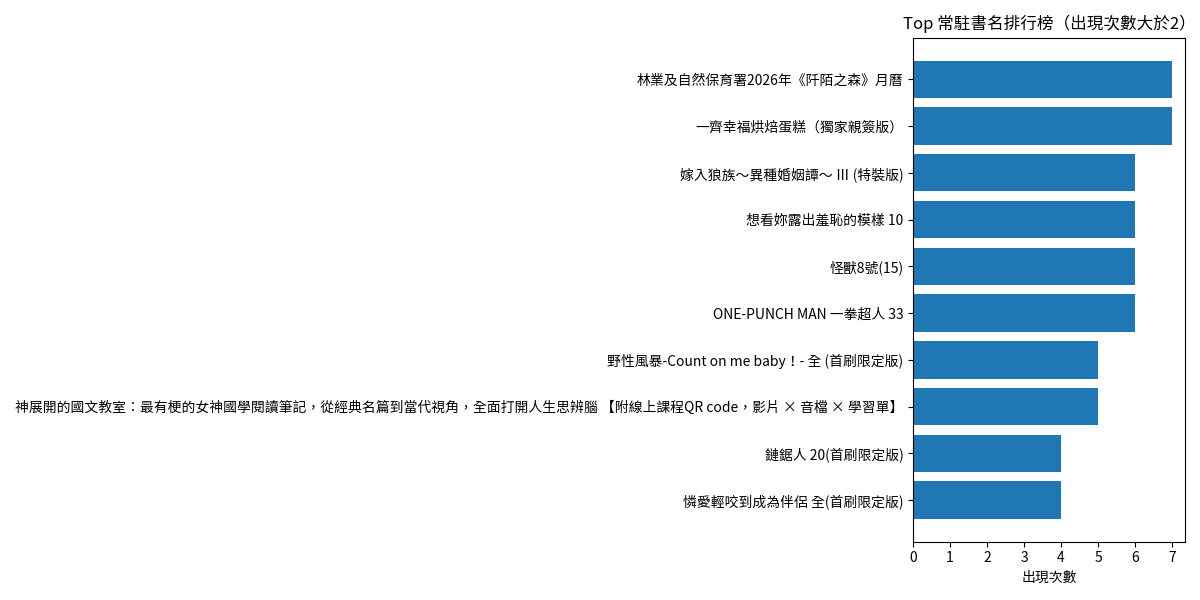 Top 常駐書名排行榜（出現次數大於2）
林業及自然保育署2026年《阡陌之森》月曆
一齊幸福烘焙蛋糕（獨家親簽版）
嫁入狼族～異種婚姻譚～ III (特裝版)
想看妳露出羞恥的模樣 10
怪獸8號(15)
ONE-PUNCH MAN 一拳超人 33
野性風暴-Count on me baby！- 全 (首刷限定版)
神展開的國文教室：最有梗的女神國學閱讀筆記，從經典名篇到當代視角，全面打開人生思辨腦 【附線上課程QR code，影片 × 音檔 × 學習單】
鏈鋸人 20(首刷限定版)
憐愛輕咬到成為伴侶 全(首刷限定版)
0 1 2 3 4 5 6 7
出現次數